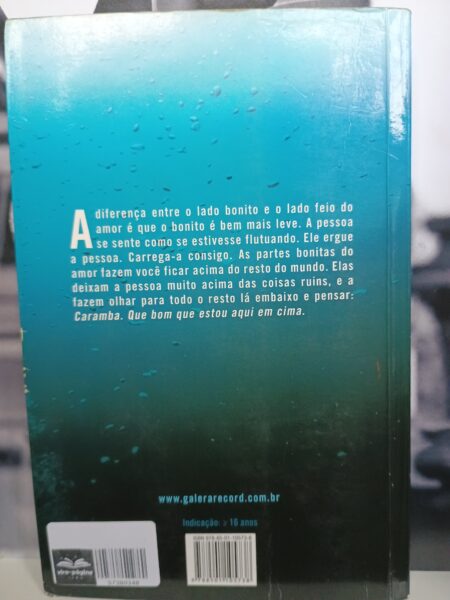 A diferença entre o lado bonito e o lado feio do
amor é que o bonito é bem mais leve. A pessoa
se sente como se estivesse flutuando. Ele ergue
a pessoa. Carrega-a consigo. As partes bonitas do
amor fazem você ficar acima do resto do mundo. Elas
deixam a pessoa muito acima das coisas ruins, e a
fazem olhar para todo o resto lá embaixo e pensar:
Caramba. Que bom que estou aqui em cima.
www.galerarecord.com.br
Indicação: > 16 anos